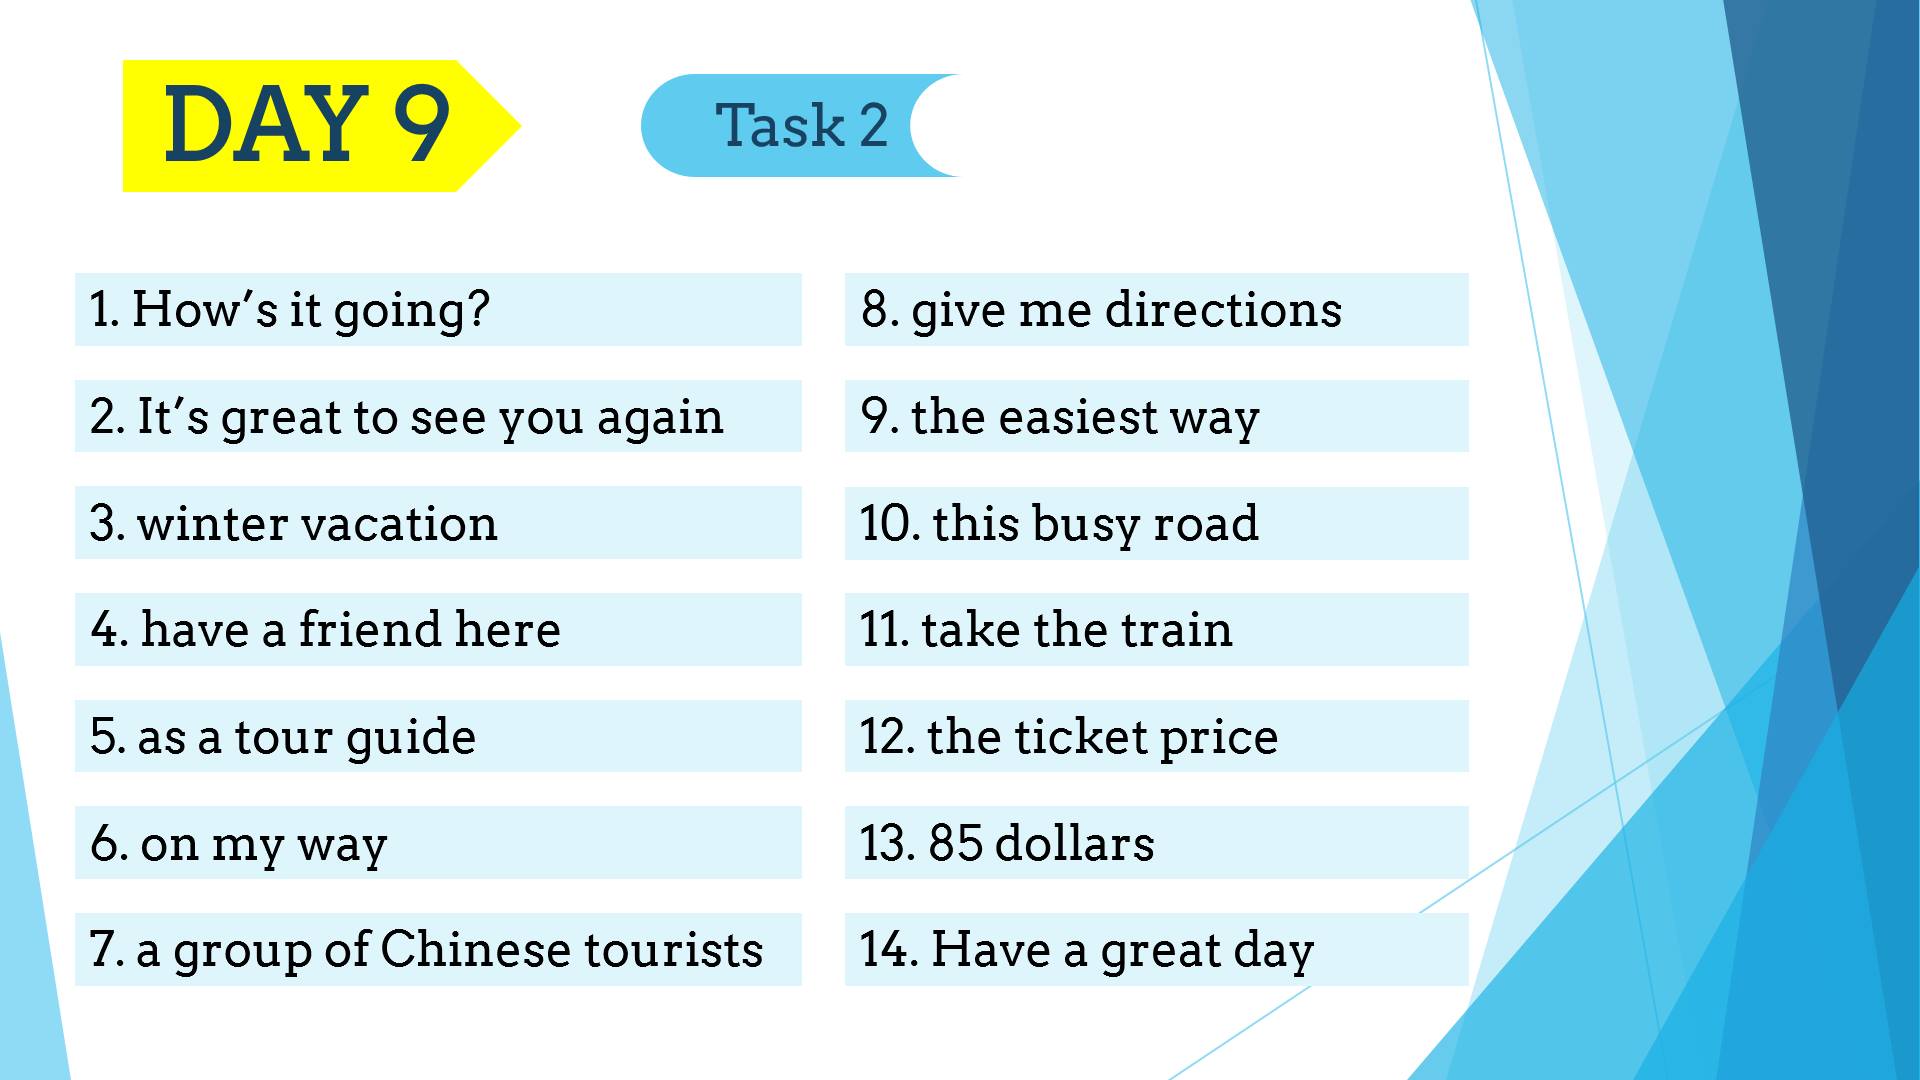 DAY 9
Task 2
1. How’s it going?
2. It’s great to see you again
3. winter vacation
4. have a friend here
5. as a tour guide
6. on my way
7. a group of Chinese tourists
8. give me directions
9. the easiest way
10. this busy road
11. take the train
12. the ticket price
13. 85 dollars
14. Have a great day